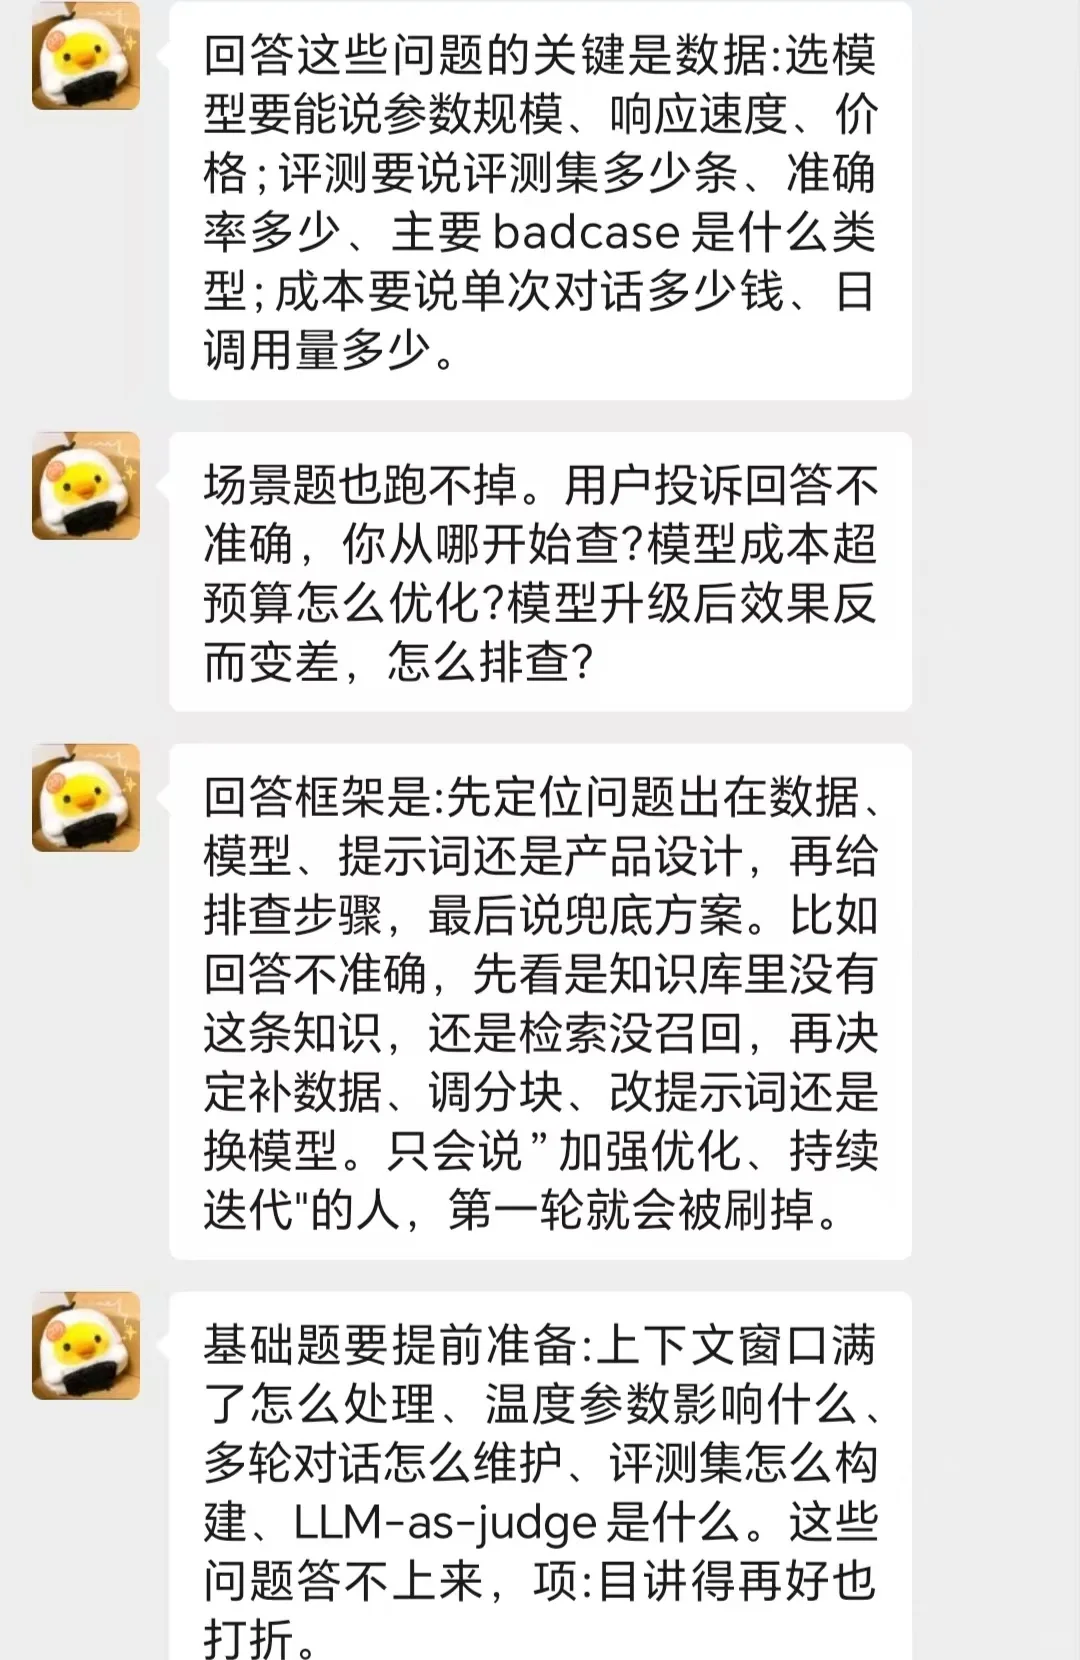 回答这些问题的关键是数据:选模
型要能说参数规模、响应速度、价
格;评测要说评测集多少条、准确
率多少、主要badcase是什么类
型;成本要说单次对话多少钱、日
调用量多少。
场景题也跑不掉。用户投诉回答不
准确，你从哪开始查?模型成本超
预算怎么优化?模型升级后效果反
而变差，怎么排查?
回答框架是:先定位问题出在数据、
模型、提示词还是产品设计，再给
排查步骤，最后说兜底方案。比如
回答不准确，先看是知识库里没有
这条知识，还是检索没召回，再决
定补数据、调分块、改提示词还是
换模型。只会说”加强优化、持续
迭代"的人，第一轮就会被刷掉。
基础题要提前准备:上下文窗口满
了怎么处理、温度参数影响什么、
多轮对话怎么维护、评测集怎么构
建、LLM-as-judge是什么。这些
问题答不上来，项:目讲得再好也
打折。